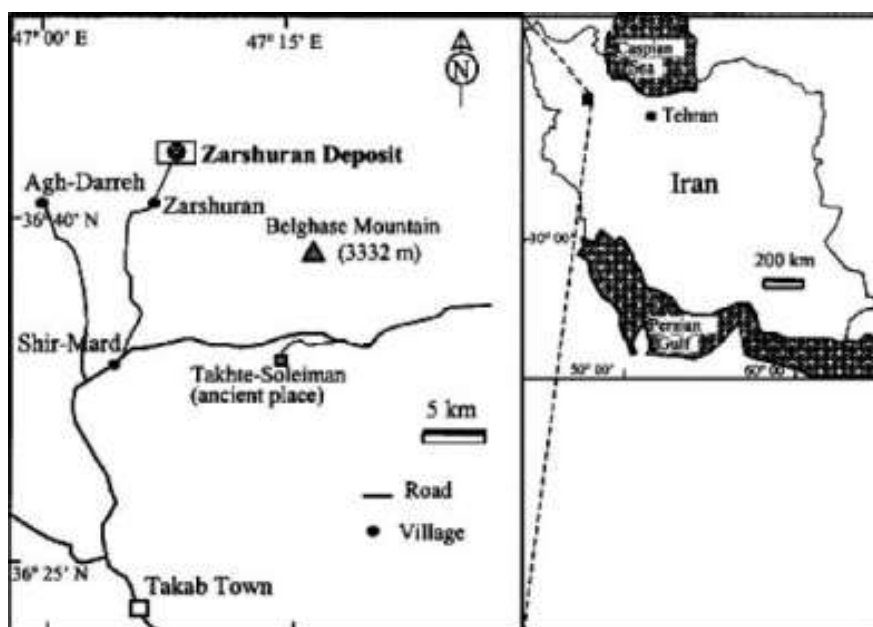 47° 00' E
47° 15' E
N
Zarshuran Deposit
Agh-Darreh
Zarshuran
36° 40' N
Belghase Mountain
(3332 m)
Shir-Mard
Takhte-Soleiman
(ancient place)
5 km
Road
Village
36° 25' N
Takab Town
Caspian
Sea
Tehran
Iran
30° 00'
200 km
Persian
Gulf
50° 00'
60° 00'